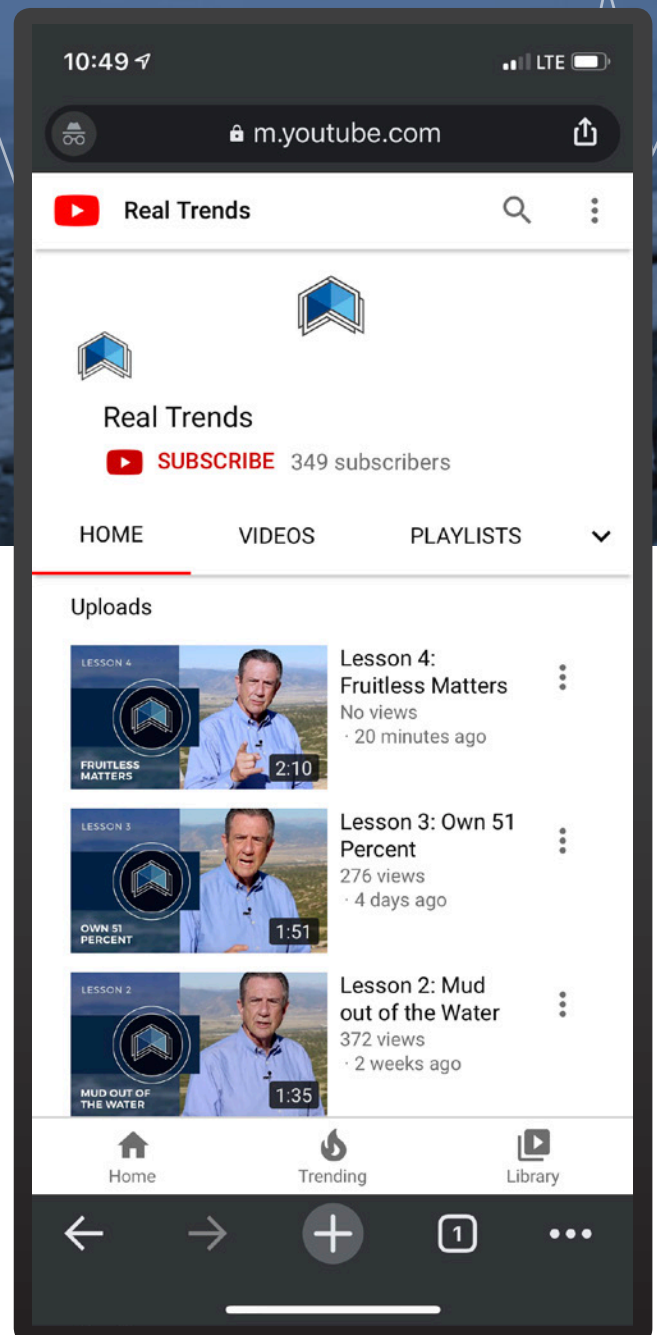 10:49
LTE
m.youtube.com
Real Trends
Real Trends
SUBSCRIBE 349 subscribers
HOME VIDEOS PLAYLISTS
Uploads
LESSON 4
FRUITLESS
MATTERS
2:10
Lesson 4:
Fruitless Matters
No views
· 20 minutes ago
LESSON 3
OWN 51
PERCENT
1:51
Lesson 3: Own 51
Percent
276 views
· 4 days ago
LESSON 2
MUD OUT OF
THE WATER
1:35
Lesson 2: Mud
out of the Water
372 views
· 2 weeks ago
Home Trending Library
1